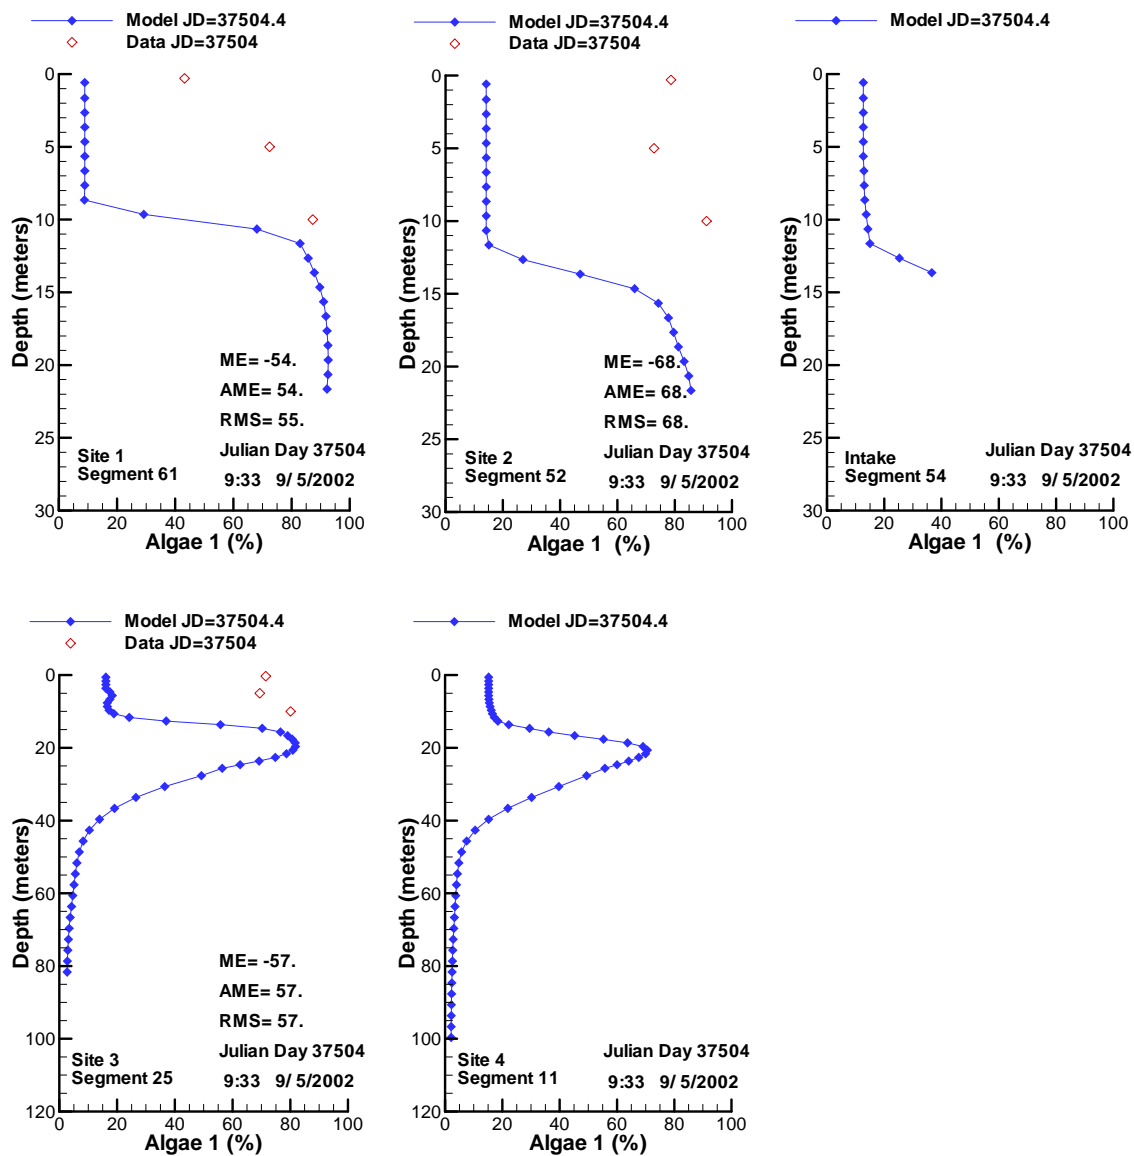 Model JD=37504.4
Data JD=37504
0
5
10
15
20
25
30
Depth (meters)
ME= -54.
AME= 54.
RMS= 55.
Site 1
Segment 61
Julian Day 37504
9:33 9/ 5/2002
0 20 40 60 80 100
Algae 1 (%)
Model JD=37504.4
Data JD=37504
0
5
10
15
20
25
30
Depth (meters)
ME= -68.
AME= 68.
RMS= 68.
Site 2
Segment 52
Julian Day 37504
9:33 9/ 5/2002
0 20 40 60 80 100
Algae 1 (%)
Model JD=37504.4
0
5
10
15
20
25
30
Depth (meters)
Intake
Segment 54
Julian Day 37504
9:33 9/ 5/2002
0 20 40 60 80 100
Algae 1 (%)
Model JD=37504.4
Data JD=37504
0
20
40
60
80
100
120
Depth (meters)
ME= -57.
AME= 57.
RMS= 57.
Site 3
Segment 25
Julian Day 37504
9:33 9/ 5/2002
0 20 40 60 80 100
Algae 1 (%)
Model JD=37504.4
0
20
40
60
80
100
120
Depth (meters)
Site 4
Segment 11
Julian Day 37504
9:33 9/ 5/2002
0 20 40 60 80 100
Algae 1 (%)